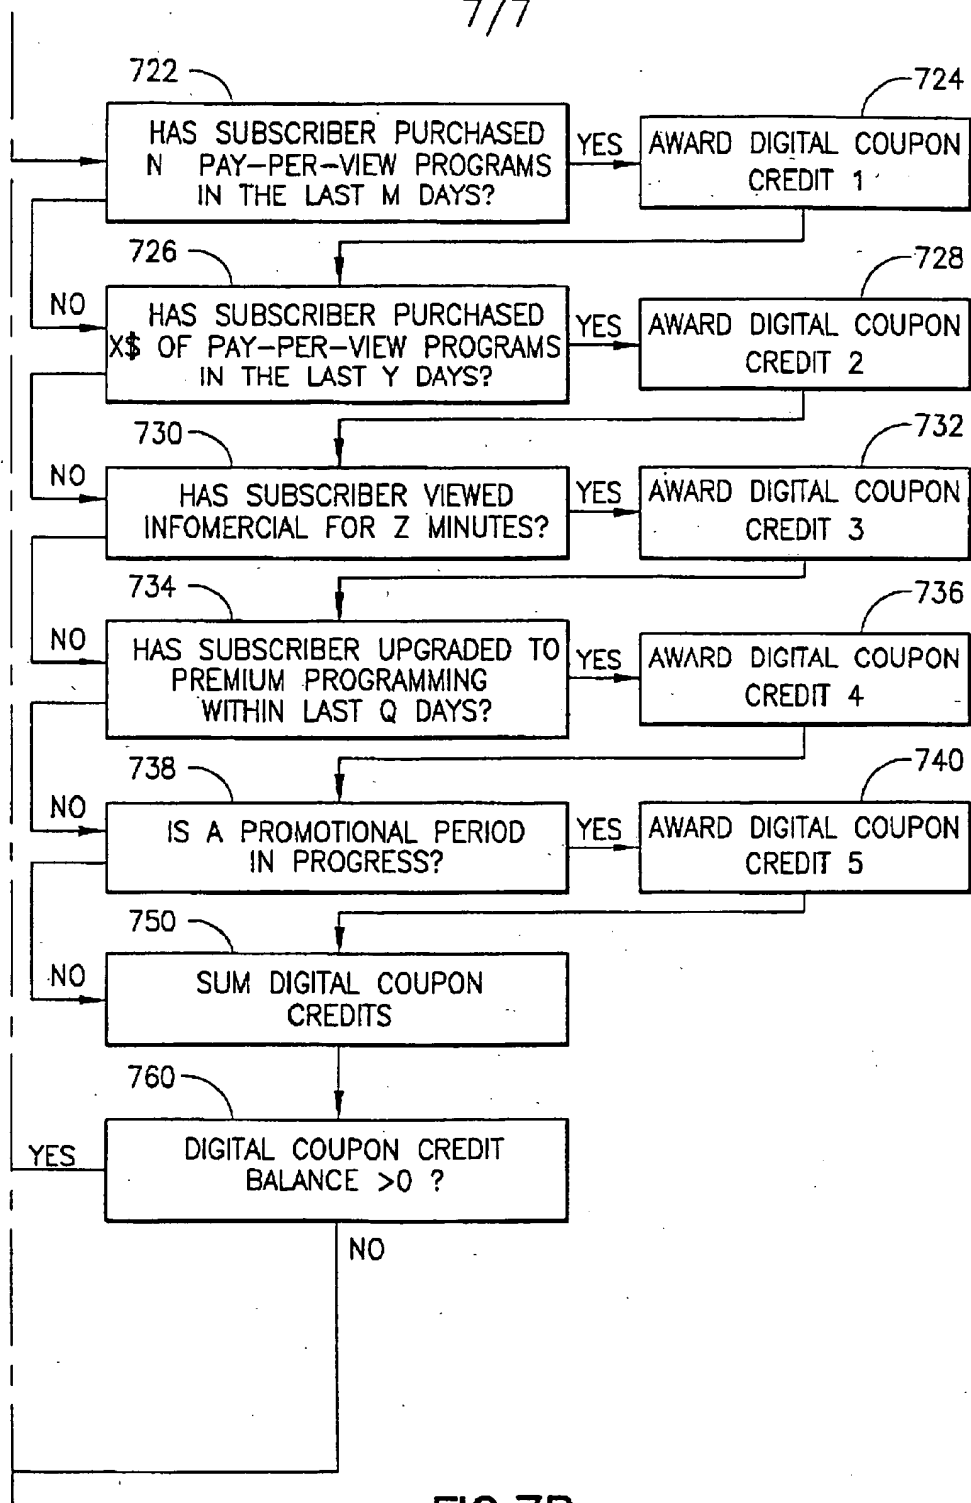 7/7
722
724
HAS SUBSCRIBER PURCHASED
N PAY-PER-VIEW PROGRAMS
IN THE LAST M DAYS?
YES
AWARD DIGITAL COUPON
CREDIT 1
726
728
NO
HAS SUBSCRIBER PURCHASED
X$ OF PAY-PER-VIEW PROGRAMS
IN THE LAST Y DAYS?
YES
AWARD DIGITAL COUPON
CREDIT 2
730
732
NO
HAS SUBSCRIBER VIEWED
INFOMERCIAL FOR Z MINUTES?
YES
AWARD DIGITAL COUPON
CREDIT 3
734
736
NO
HAS SUBSCRIBER UPGRADED TO
PREMIUM PROGRAMMING
WITHIN LAST Q DAYS?
YES
AWARD DIGITAL COUPON
CREDIT 4
738
740
NO
IS A PROMOTIONAL PERIOD
IN PROGRESS?
YES
AWARD DIGITAL COUPON
CREDIT 5
750
NO
SUM DIGITAL COUPON
CREDITS
760
YES
DIGITAL COUPON CREDIT
BALANCE >0 ?
NO